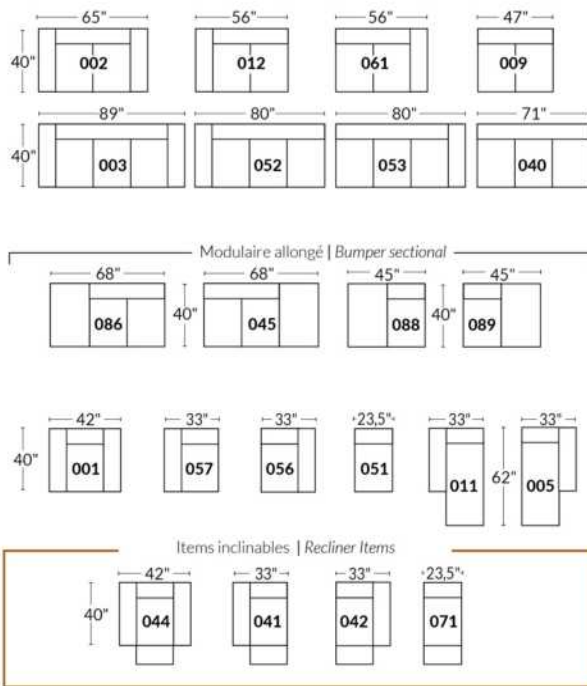 65" 56" 56" 47"
40" 002 012 061 009
89" 80" 80" 71"
40" 003 052 053 040
Modulaire allongé | Bumper sectional
68" 68" 45" 45"
086 40" 045 088 40" 089
42" 33" 33" 23,5" 33" 33"
40" 001 057 056 051 011 62" 005
Items inclinables | Recliner Items
42" 33" 33" 23,5"
40" 044 041 042 071